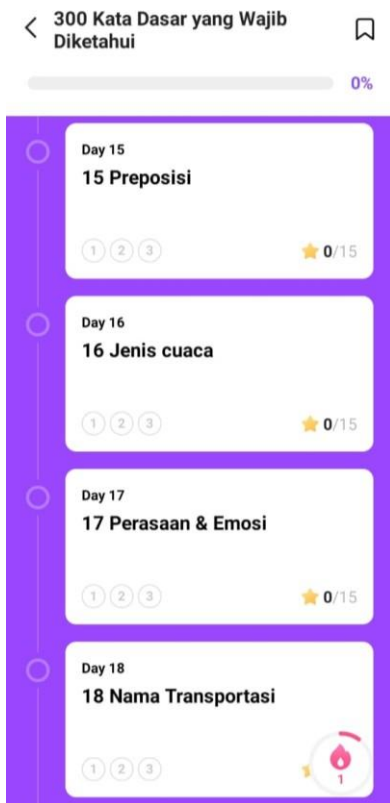 300 Kata Dasar yang Wajib
Diketahui
0%
Day 15
15 Preposisi
1 2 3
0/15
Day 16
16 Jenis cuaca
1 2 3
0/15
Day 17
17 Perasaan & Emosi
1 2 3
0/15
Day 18
18 Nama Transportasi
1 2 3
1